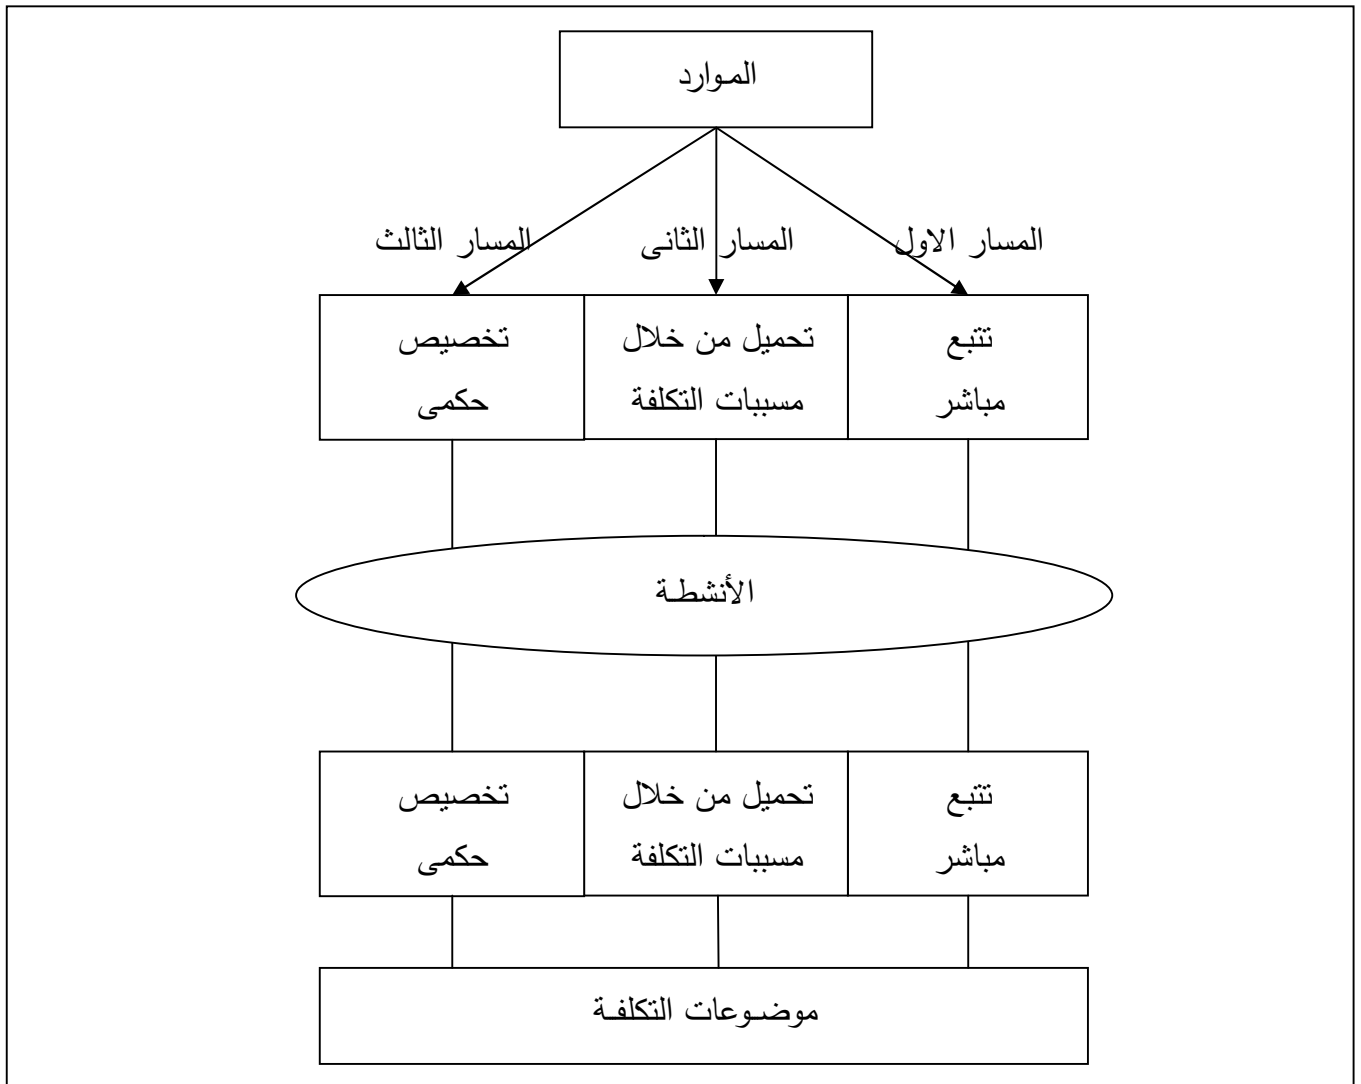 الموارد
المسار الاول المسار الثانى المسار الثالث
تتبع
مباشر
تحميل من خلال
مسببات التكلفة
تخصيص
حكمى
الأنشطة
تتبع
مباشر
تحميل من خلال
مسببات التكلفة
تخصيص
حكمى
موضوعات التكلفة